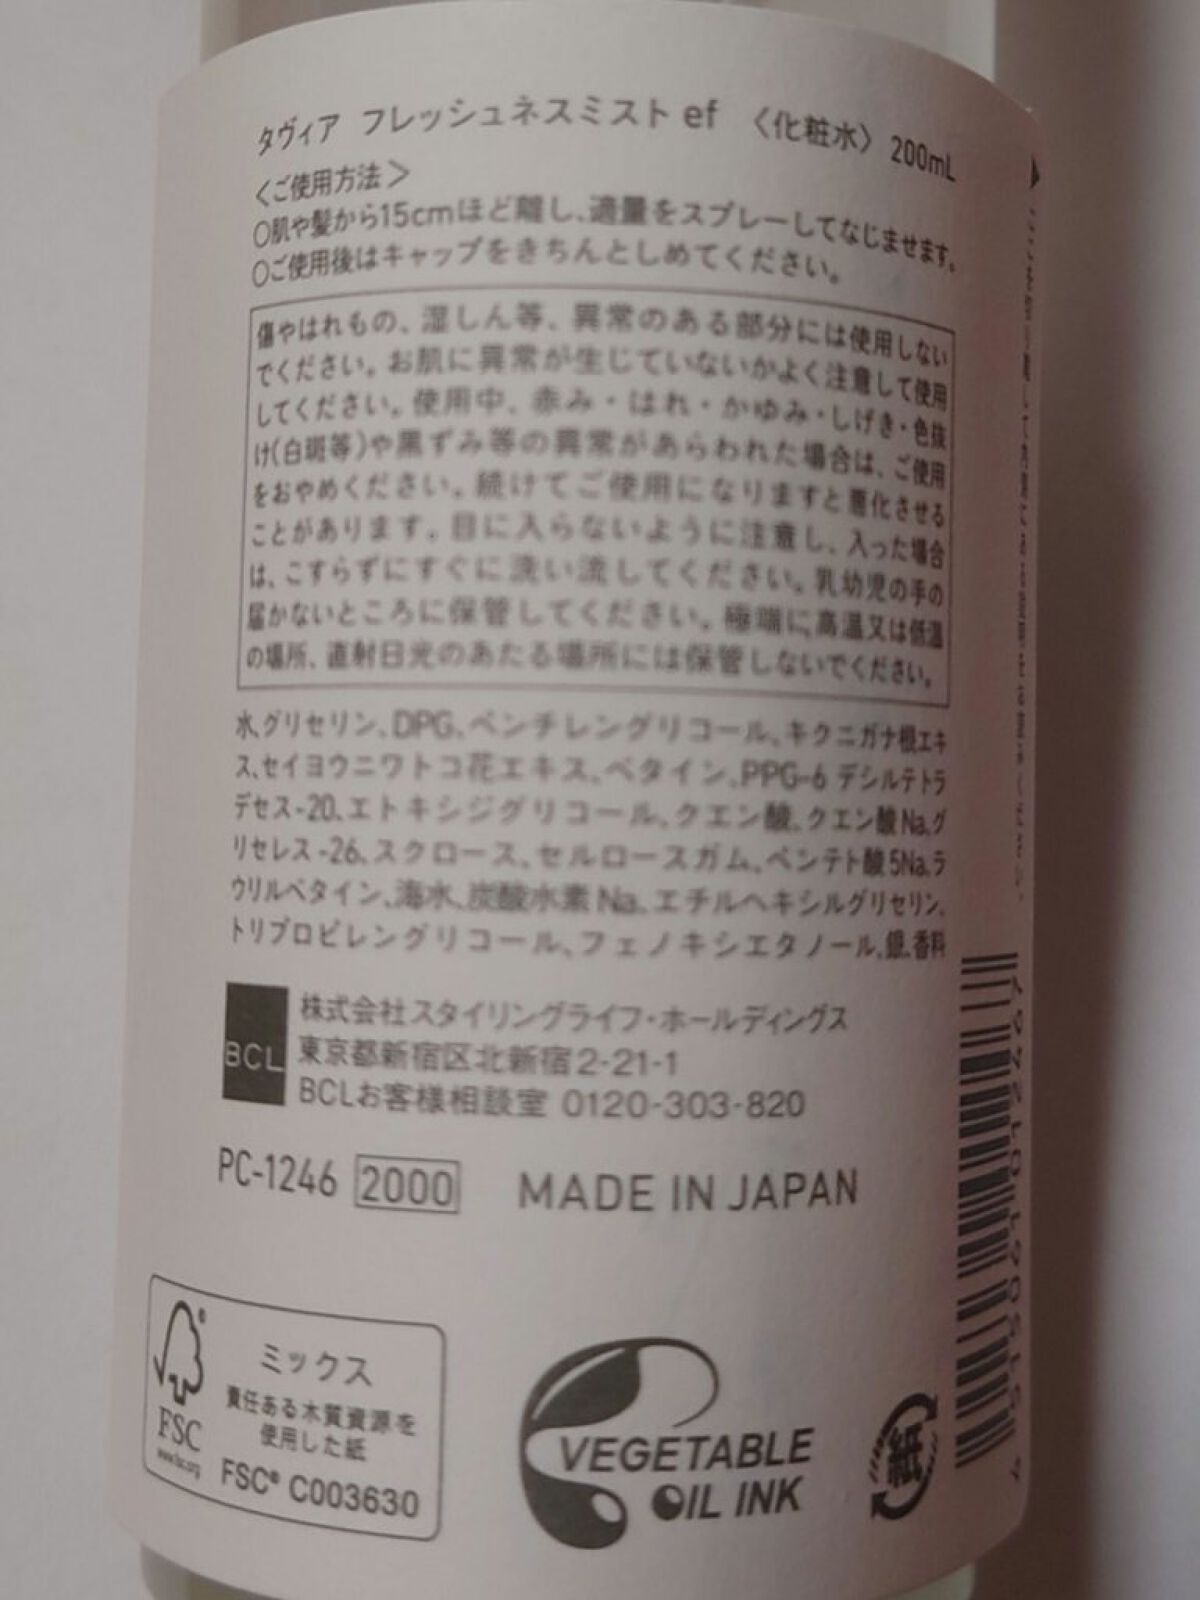 タヴィア フレッシュネスミスト ef 〈化粧水〉 200mL
＜ご使用方法＞
○肌や髪から15cmほど離し、適量をスプレーしてなじませます。
○ご使用後はキャップをきちんとしめてください。
傷やはれもの、湿しん等、異常のある部分には使用しない
でください。お肌に異常が生じていないかよく注意して使用
してください。使用中、赤み・はれ・かゆみ・しげき・色抜
け(白斑等)や黒ずみ等の異常があらわれた場合は、ご使用
をおやめください。続けてご使用になりますと悪化させる
ことがあります。目に入らないように注意し、入った場合
は、こすらずにすぐに洗い流してください。乳幼児の手の
届かないところに保管してください。極端に高温又は低温
の場所、直射日光のあたる場所には保管しないでください。
水、グリセリン、DPG、ペンチレングリコール、キクニガナ根エキ
ス、セイヨウニワトコ花エキス、ベタイン、PPG-6 デシルテトラ
デセス-20、エトキシジグリコール、クエン酸、クエン酸Na、グ
リセレス-26、スクロース、セルロースガム、ペンテト酸5Na、ラ
ウリルベタイン、海水、炭酸水素Na、エチルヘキシルグリセリン、
トリプロピレングリコール、フェノキシエタノール、銀、香料
BCL
株式会社スタイリングライフ・ホールディングス
東京都新宿区北新宿2-21-1
BCLお客様相談室 0120-303-820
PC-1246 2000 MADE IN JAPAN
FSC
www.fsc.org
ミックス
責任ある木質資源を
使用した紙
FSC® C003630
VEGETABLE
OIL INK
紙